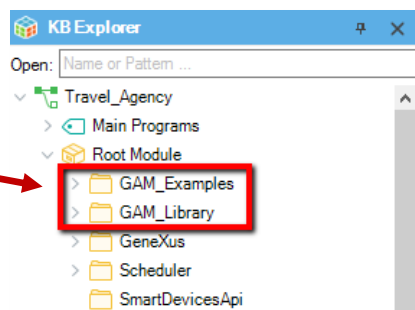 KB Explorer
Open: Name or Pattern ...
Travel_Agency
Main Programs
Root Module
GAM_Examples
GAM_Library
GeneXus
Scheduler
SmartDevicesApi